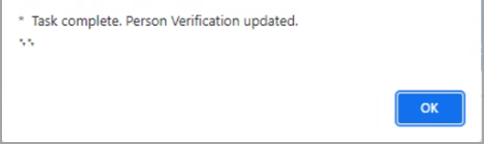 * Task complete. Person Verification updated.
OK